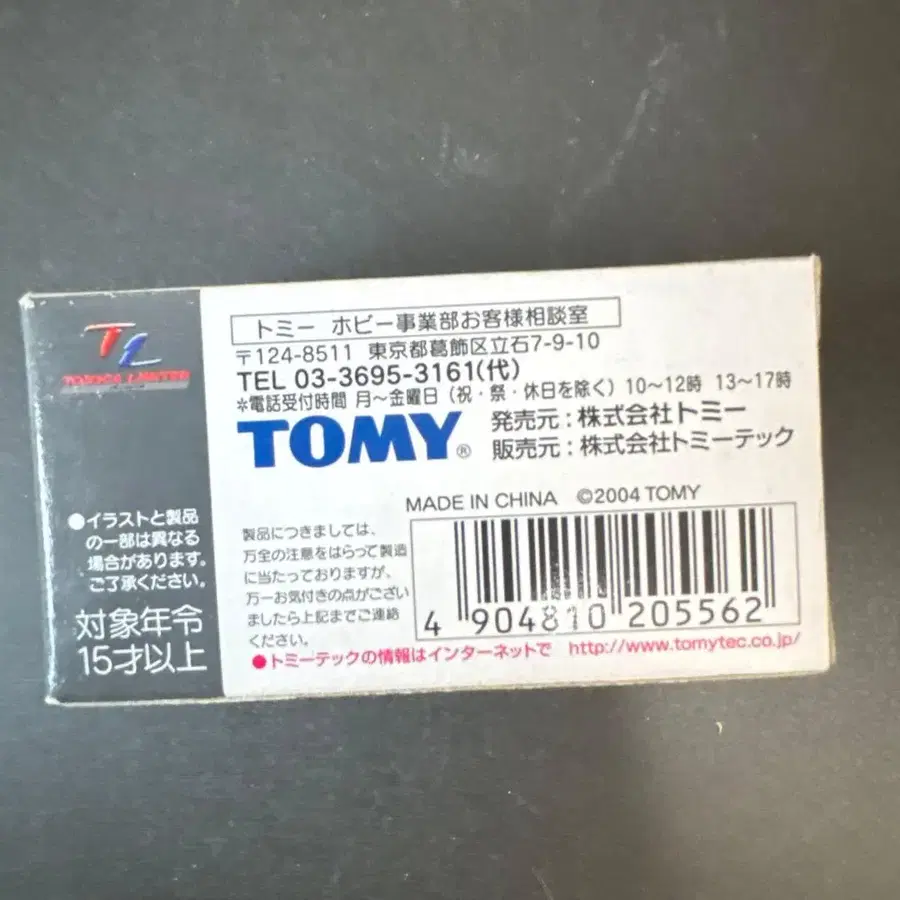 TL
TOMICA LIMITED
●イラストと製品
の一部は異なる
場合があります。
ご了承ください。
対象年令
15才以上
トミー ホビー事業部お客様相談室
〒124-8511 東京都葛飾区立石7-9-10
TEL 03-3695-3161(代)
*電話受付時間 月〜金曜日(祝・祭・休日を除く) 10〜12時 13〜17時
TOMY®
発売元:株式会社トミー
販売元:株式会社トミーテック
MADE IN CHINA ©2004 TOMY
製品につきましては、
万全の注意をはらって製造
に当たっておりますが、
万一お気付きの点がござい
ましたら上記までご連絡
ください。
4 904810 205562
●トミーテックの情報はインターネットで http://www.tomytec.co.jp/